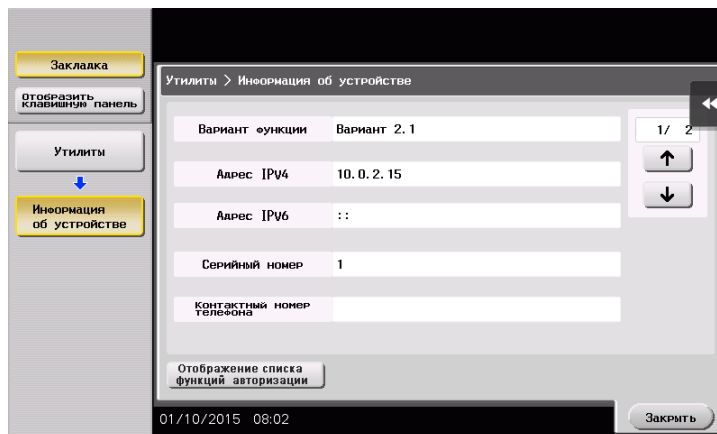 Закладка
Отобразить
клавишную панель
Утилиты
Информация
об устройстве
Утилиты > Информация об устройстве
Вариант функции Вариант 2.1
Адрес IPv4 10.0.2.15
Адрес IPv6 ::
Серийный номер 1
Контактный номер
телефона
1/ 2
Отображение списка
функций авторизации
01/10/2015 08:02
Закрыть